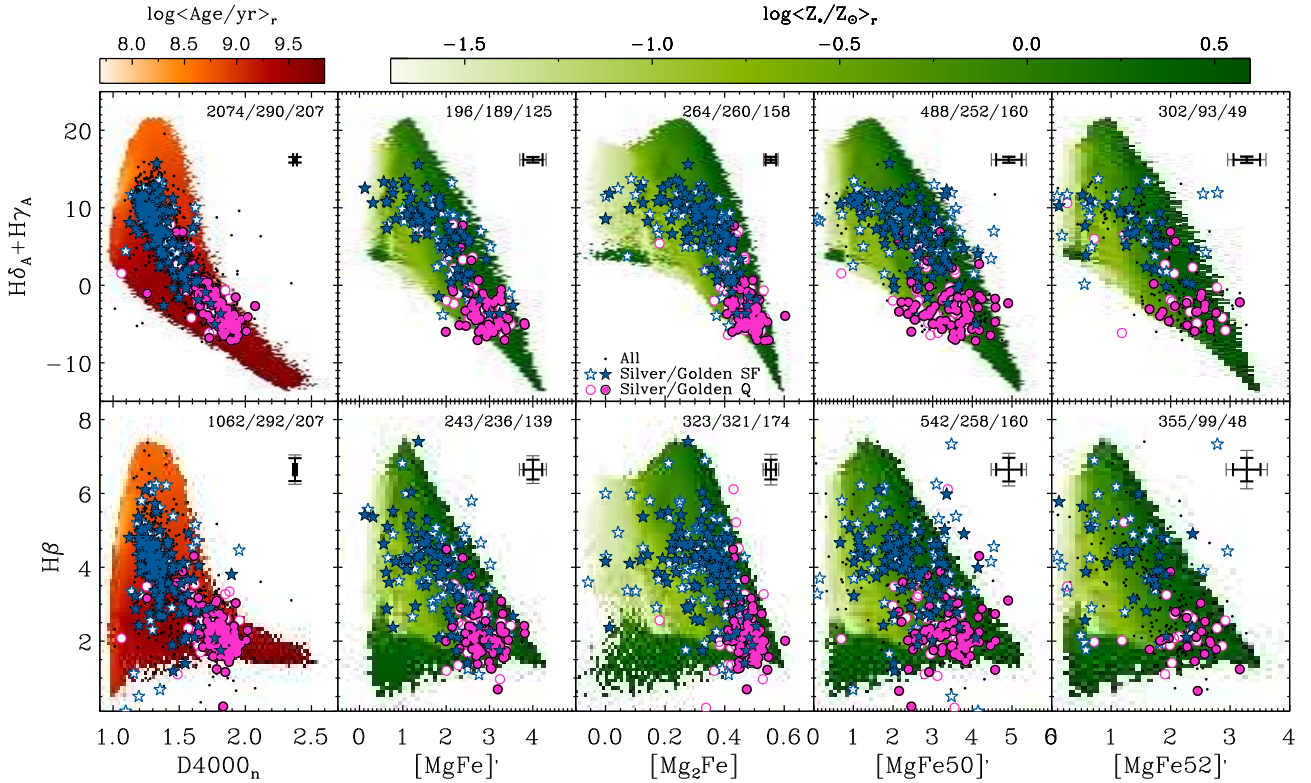 log<Age/yr>r
log<Z*/Z⊙>r
8.0 8.5 9.0 9.5
−1.5 −1.0 −0.5 0.0 0.5
2074/290/207
196/189/125
264/260/158
488/252/160
302/93/49
20
10
0
−10
HδA+HγA
All
Silver/Golden SF
Silver/Golden Q
1062/292/207
243/236/139
323/321/174
542/258/160
355/99/48
8
6
4
2
Hβ
1.0 1.5 2.0 2.5
0 1 2 3 4
0.0 0.2 0.4 0.6
0 1 2 3 4 5
0 1 2 3 4
D4000n
[MgFe]'
[Mg2Fe]
[MgFe50]'
[MgFe52]'